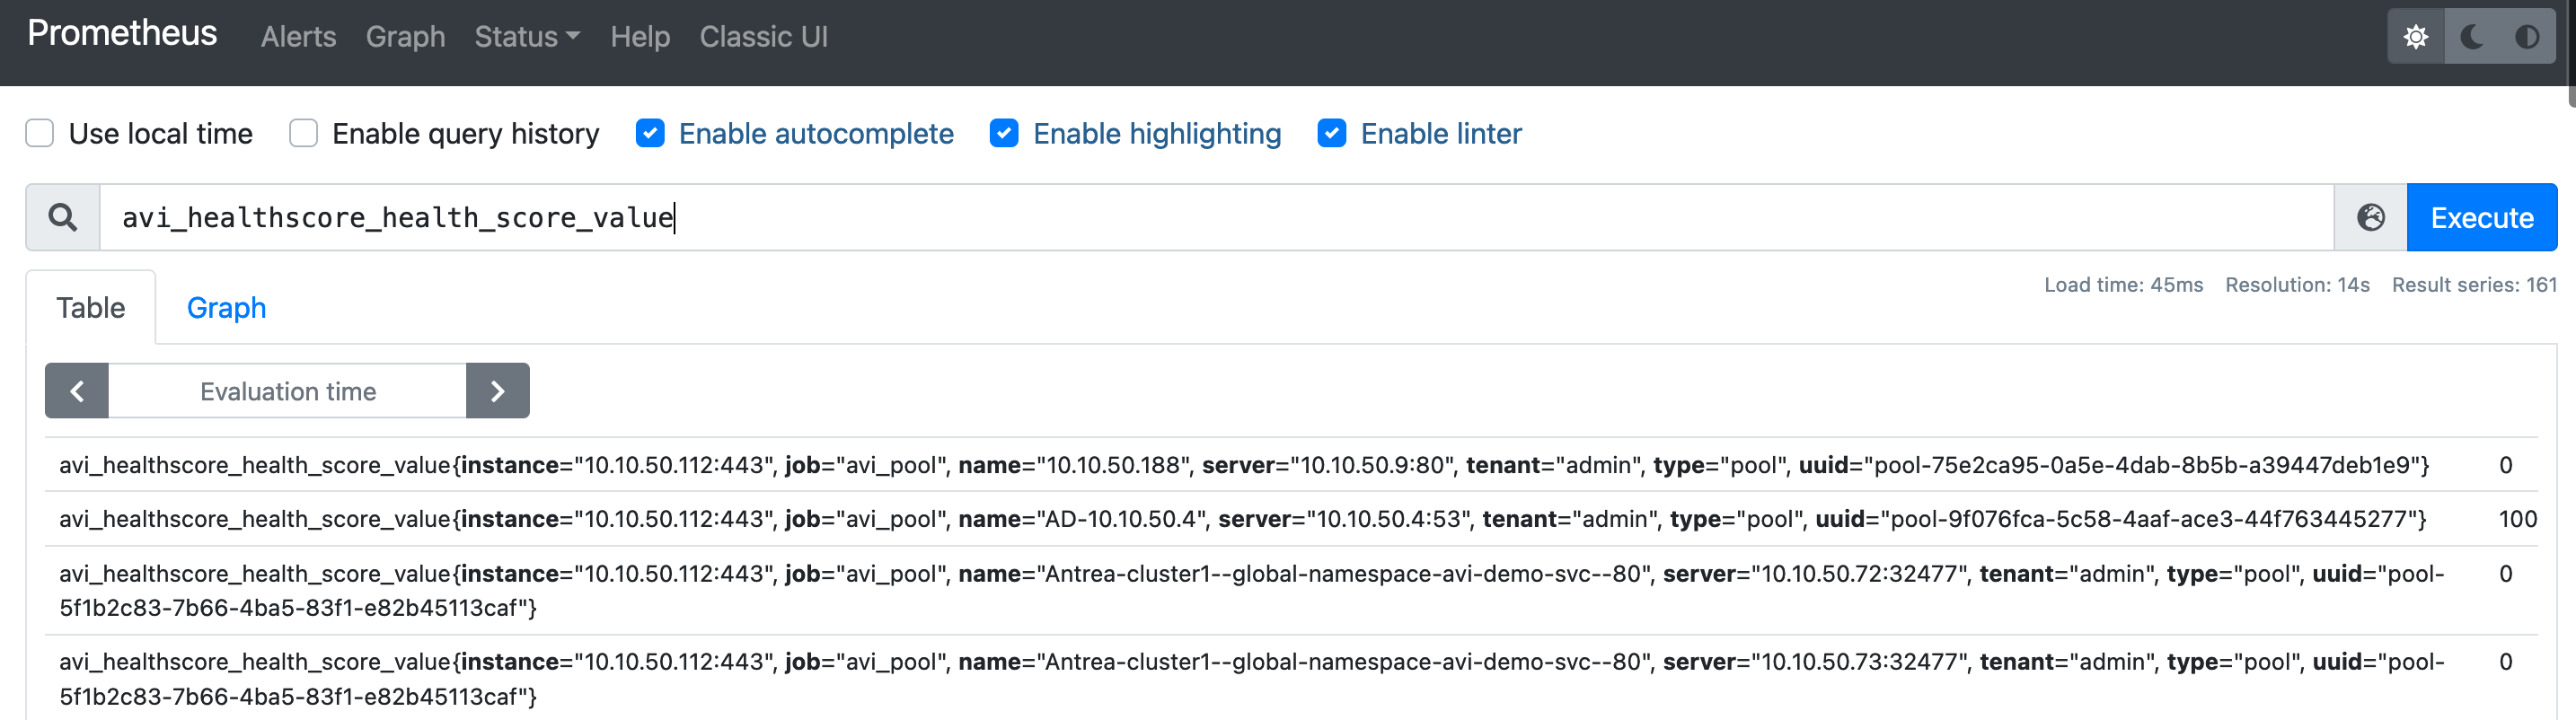 Prometheus Alerts Graph Status Help Classic UI
Use local time Enable query history Enable autocomplete Enable highlighting Enable linter
avi_healthscore_health_score_value Execute
Table Graph Load time: 45ms Resolution: 14s Result series: 161
Evaluation time
avi_healthscore_health_score_value{instance="10.10.50.112:443", job="avi_pool", name="10.10.50.188", server="10.10.50.9:80", tenant="admin", type="pool", uuid="pool-75e2ca95-0a5e-4dab-8b5b-a39447deb1e9"} 0
avi_healthscore_health_score_value{instance="10.10.50.112:443", job="avi_pool", name="AD-10.10.50.4", server="10.10.50.4:53", tenant="admin", type="pool", uuid="pool-9f076fca-5c58-4aaf-ace3-44f763445277"} 100
avi_healthscore_health_score_value{instance="10.10.50.112:443", job="avi_pool", name="Antrea-cluster1--global-namespace-avi-demo-svc--80", server="10.10.50.72:32477", tenant="admin", type="pool", uuid="pool- 0
5f1b2c83-7b66-4ba5-83f1-e82b45113caf"}
avi_healthscore_health_score_value{instance="10.10.50.112:443", job="avi_pool", name="Antrea-cluster1--global-namespace-avi-demo-svc--80", server="10.10.50.73:32477", tenant="admin", type="pool", uuid="pool- 0
5f1b2c83-7b66-4ba5-83f1-e82b45113caf"}